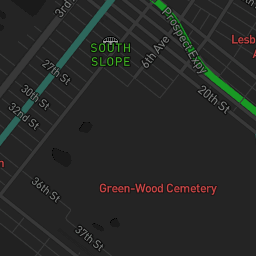 3rd
Prospect Expy
SOUTH
SLOPE
6th Ave
Lesb
A
27th St
20th St
30th St
32nd St
n
Green-Wood Cemetery
36th St
37th St